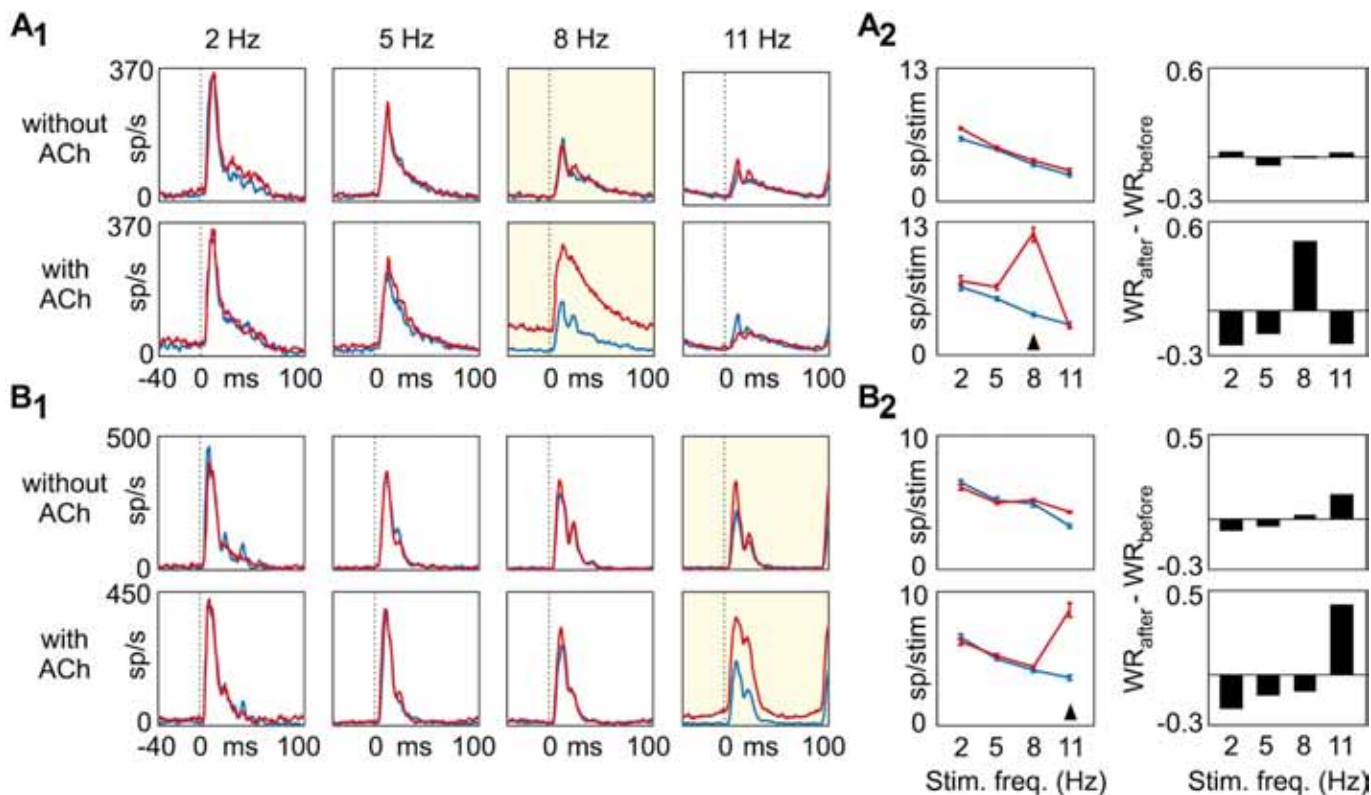 A1
A2
2 Hz
5 Hz
8 Hz
11 Hz
370
without ACh
sp/s
0
13
sp/stim
0
0.6
-0.3
WRafter - WRbefore
370
with ACh
sp/s
0
-40 0 ms 100
0 ms 100
0 ms 100
0 ms 100
13
sp/stim
0
2 5 8 11
0.6
-0.3
2 5 8 11
B1
B2
500
without ACh
sp/s
0
10
sp/stim
0
0.5
-0.3
WRafter - WRbefore
450
with ACh
sp/s
0
-40 0 ms 100
0 ms 100
0 ms 100
0 ms 100
10
sp/stim
0
2 5 8 11
Stim. freq. (Hz)
0.5
-0.3
2 5 8 11
Stim. freq. (Hz)